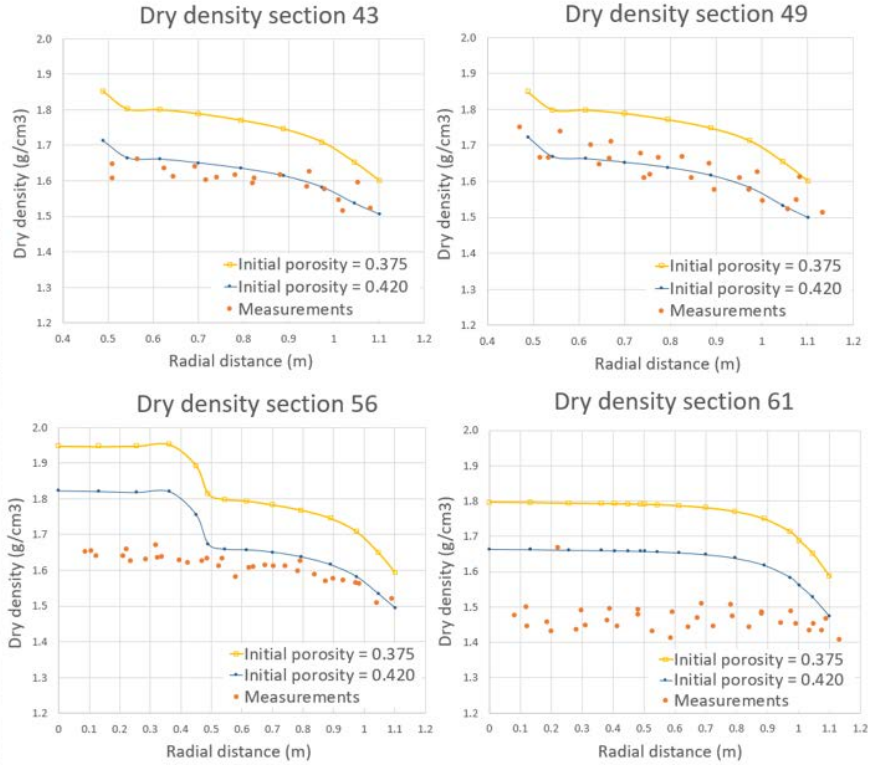 Dry density section 43
Dry density (g/cm3)
2.0
1.9
1.8
1.7
1.6
1.5
1.4
1.3
1.2
Initial porosity = 0.375
Initial porosity = 0.420
Measurements
0.4 0.5 0.6 0.7 0.8 0.9 1 1.1 1.2
Radial distance (m)
Dry density section 49
Dry density (g/cm3)
2.0
1.9
1.8
1.7
1.6
1.5
1.4
1.3
1.2
Initial porosity = 0.375
Initial porosity = 0.420
Measurements
0.4 0.5 0.6 0.7 0.8 0.9 1 1.1 1.2
Radial distance (m)
Dry density section 56
Dry density (g/cm3)
2.0
1.9
1.8
1.7
1.6
1.5
1.4
1.3
1.2
Initial porosity = 0.375
Initial porosity = 0.420
Measurements
0 0.1 0.2 0.3 0.4 0.5 0.6 0.7 0.8 0.9 1 1.1 1.2
Radial distance (m)
Dry density section 61
Dry density (g/cm3)
2.0
1.9
1.8
1.7
1.6
1.5
1.4
1.3
1.2
Initial porosity = 0.375
Initial porosity = 0.420
Measurements
0 0.1 0.2 0.3 0.4 0.5 0.6 0.7 0.8 0.9 1 1.1 1.2
Radial distance (m)